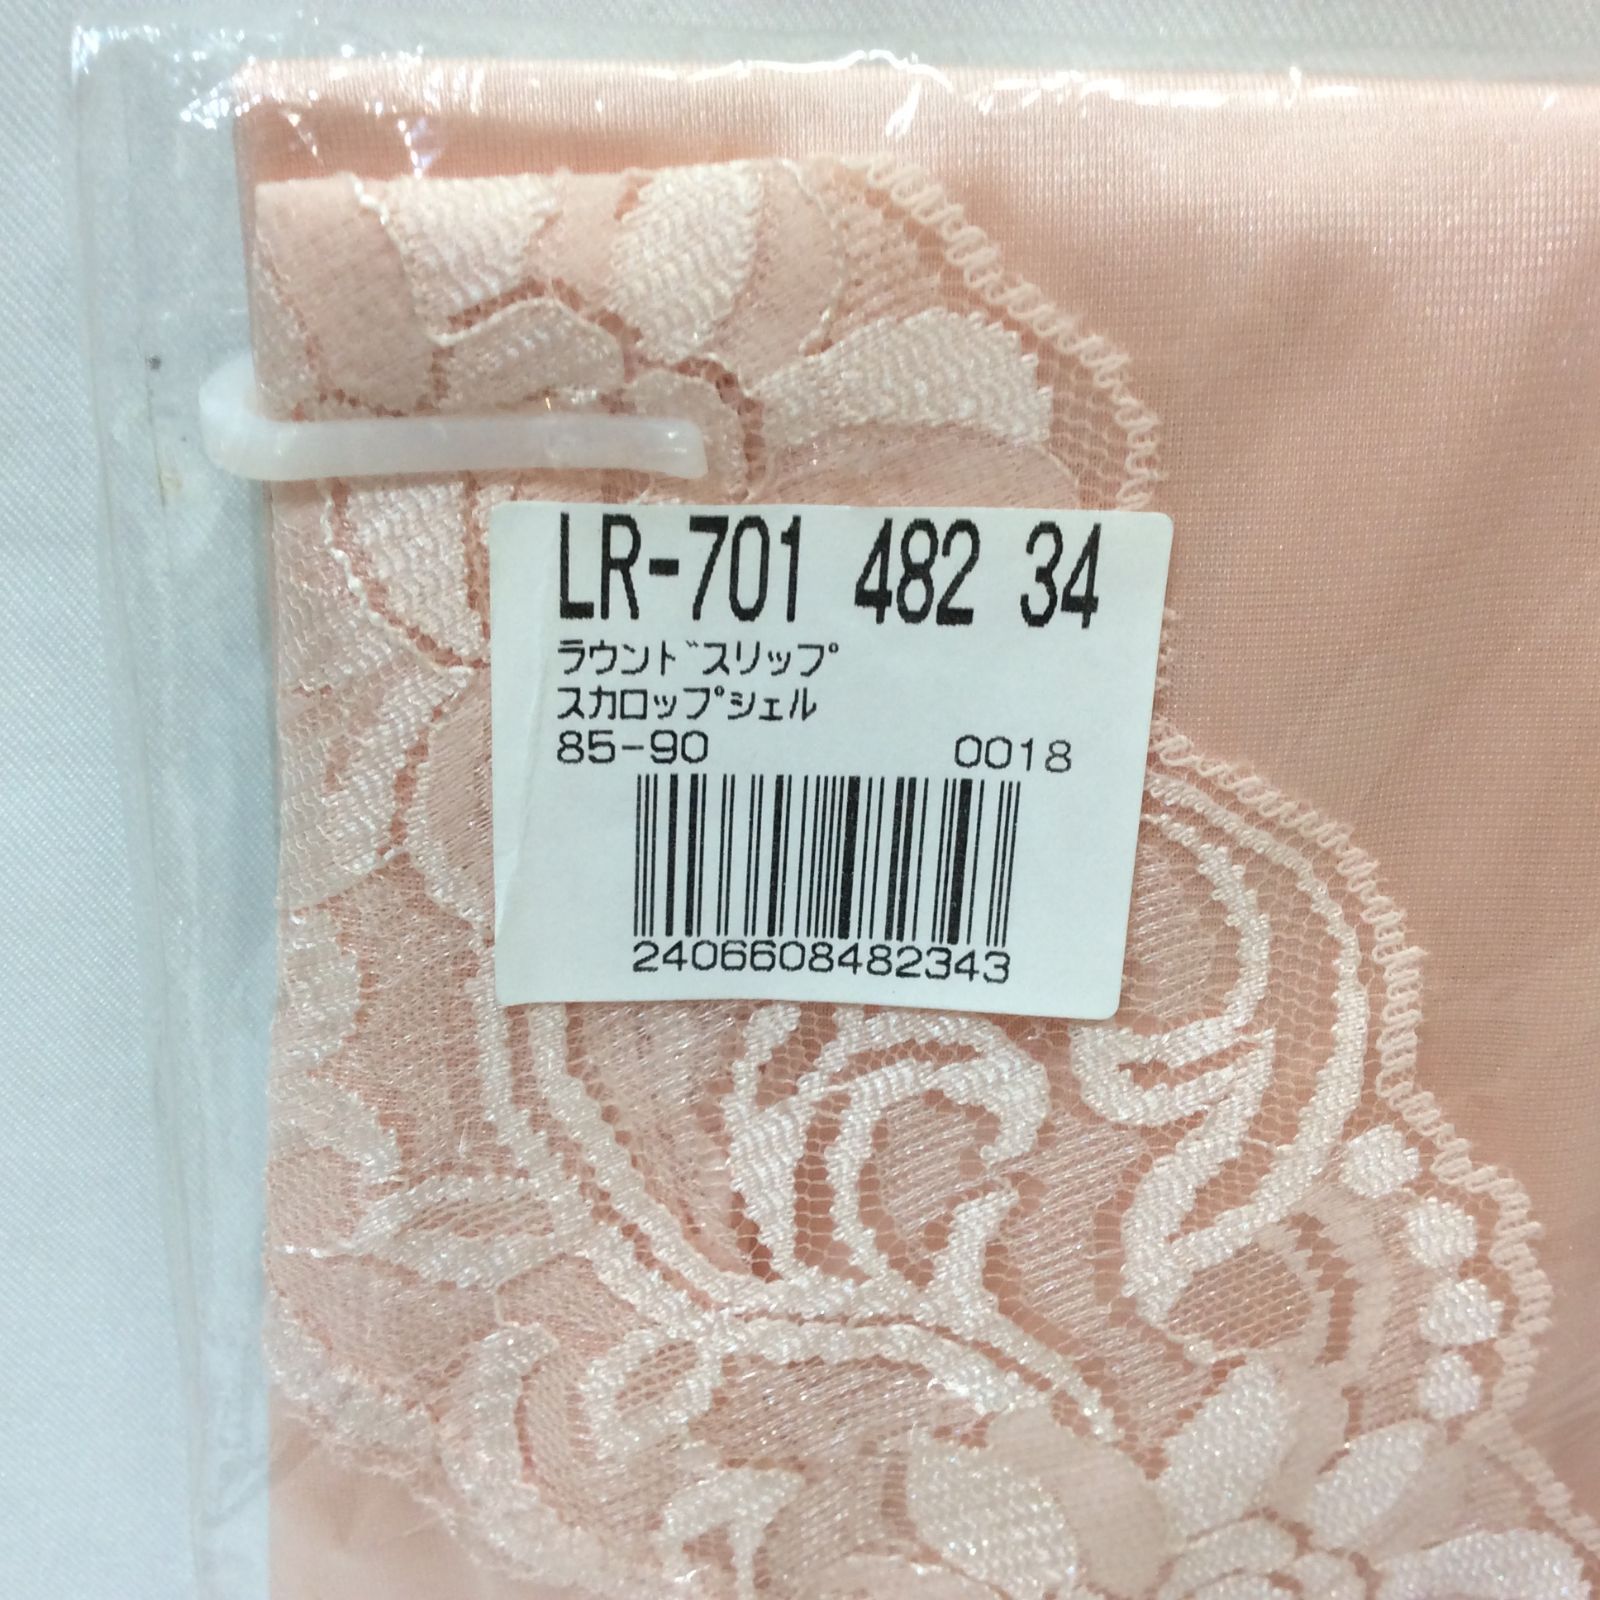 LR-701 482 34
ﾗｳﾝﾄﾞｽﾘｯﾌﾟ
ｽｶﾛｯﾌﾟｼｪﾙ
85-90 0018
2406608482343